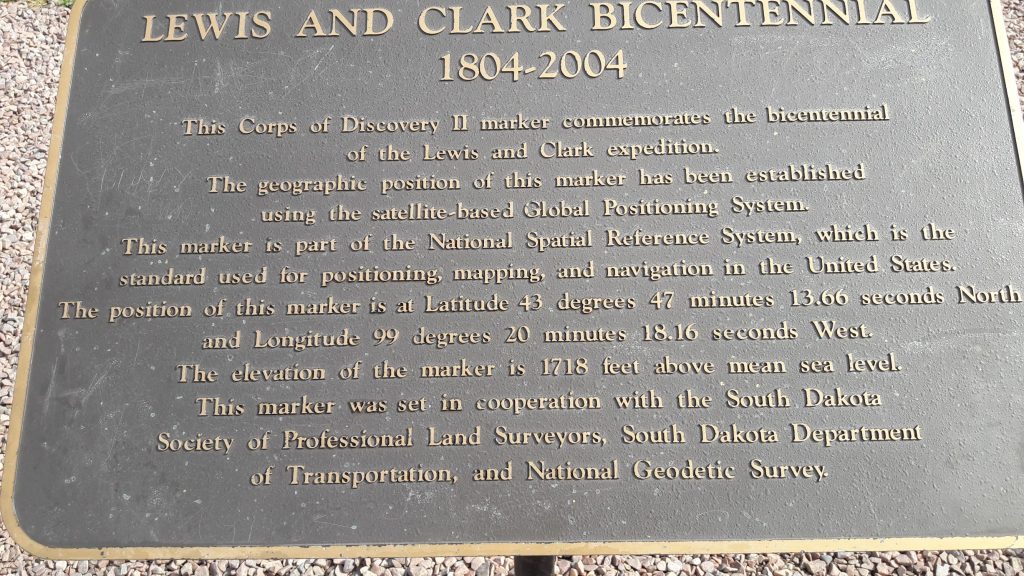 LEWIS AND CLARK BICENTENNIAL
1804-2004
This Corps of Discovery II marker commemorates the bicentennial
of the Lewis and Clark expedition.
The geographic position of this marker has been established
using the satellite-based Global Positioning System.
This marker is part of the National Spatial Reference System, which is the
standard used for positioning, mapping, and navigation in the United States.
The position of this marker is at Latitude 43 degrees 47 minutes 13.66 seconds North
and Longitude 99 degrees 20 minutes 18.16 seconds West.
The elevation of the marker is 1718 feet above mean sea level.
This marker was set in cooperation with the South Dakota
Society of Professional Land Surveyors, South Dakota Department
of Transportation, and National Geodetic Survey.